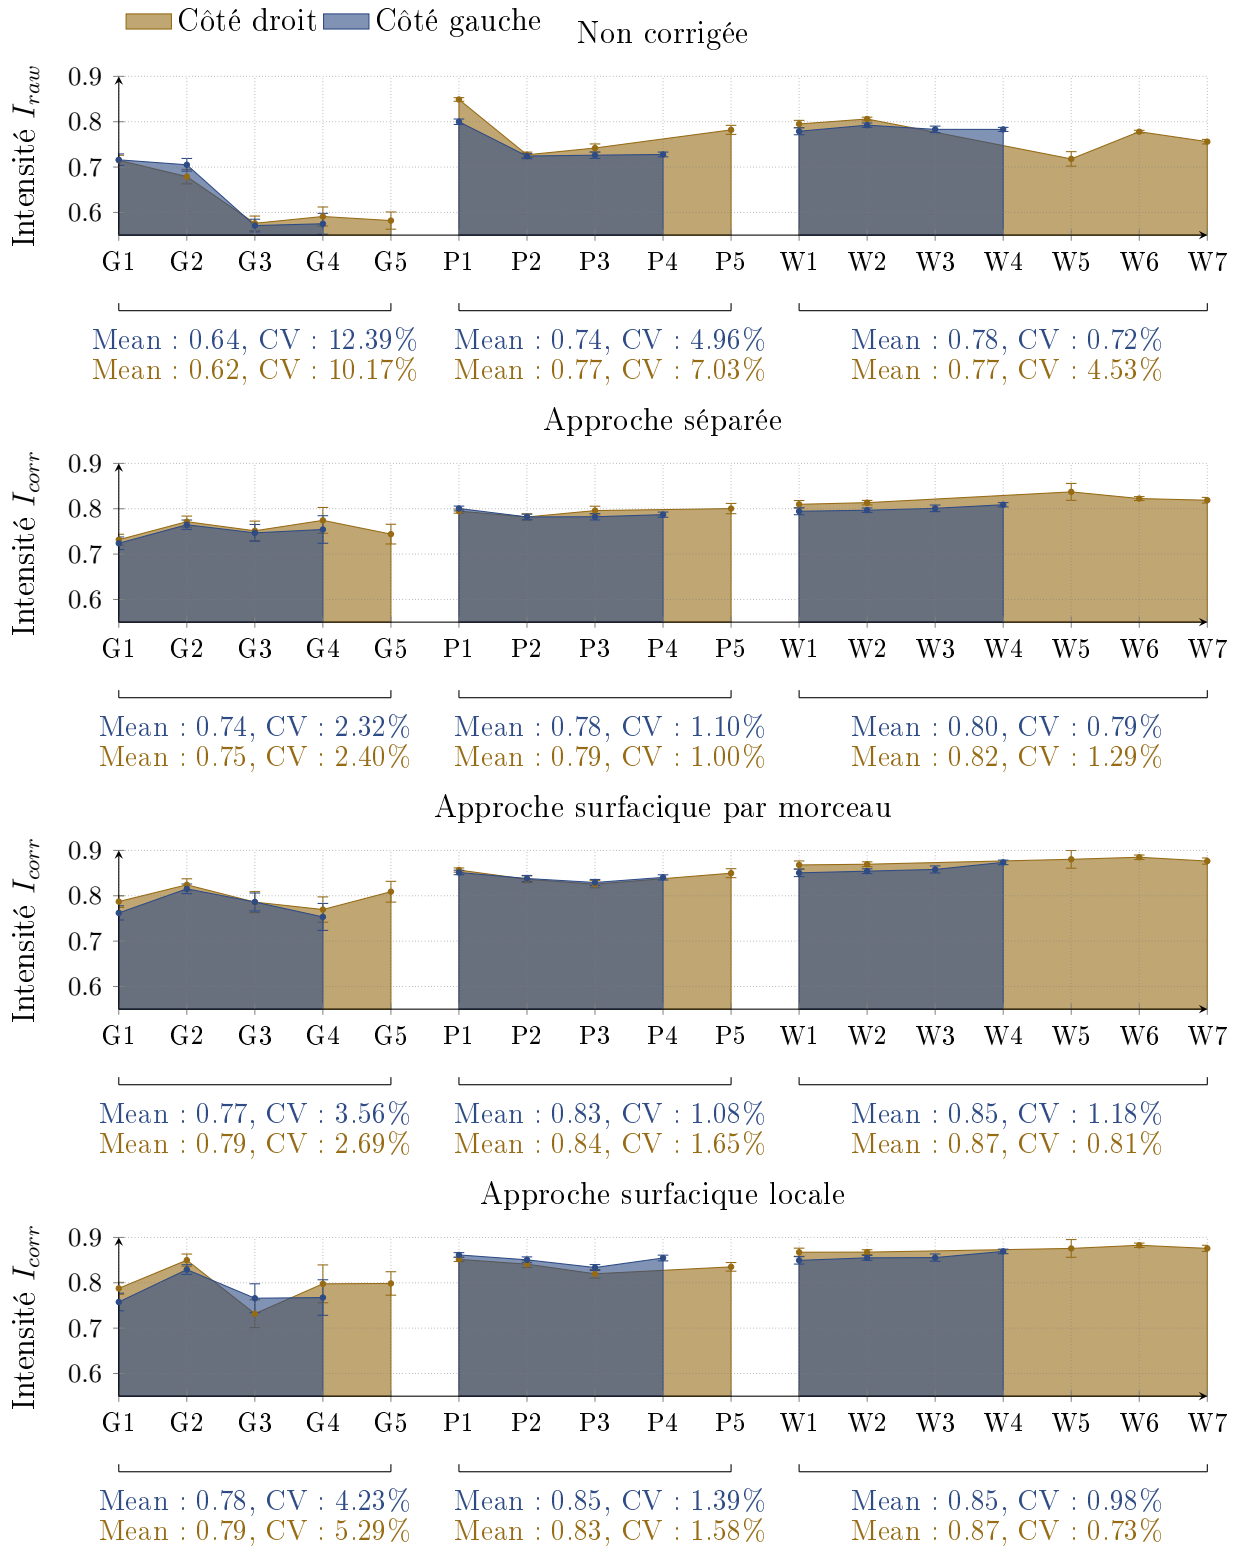 Côté droit Côté gauche
Non corrigée
Intensité I_raw
0.9
0.8
0.7
0.6
G1 G2 G3 G4 G5 P1 P2 P3 P4 P5 W1 W2 W3 W4 W5 W6 W7
Mean : 0.64, CV : 12.39% Mean : 0.74, CV : 4.96% Mean : 0.78, CV : 0.72%
Mean : 0.62, CV : 10.17% Mean : 0.77, CV : 7.03% Mean : 0.77, CV : 4.53%
Approche séparée
Intensité I_corr
0.9
0.8
0.7
0.6
G1 G2 G3 G4 G5 P1 P2 P3 P4 P5 W1 W2 W3 W4 W5 W6 W7
Mean : 0.74, CV : 2.32% Mean : 0.78, CV : 1.10% Mean : 0.80, CV : 0.79%
Mean : 0.75, CV : 2.40% Mean : 0.79, CV : 1.00% Mean : 0.82, CV : 1.29%
Approche surfacique par morceau
Intensité I_corr
0.9
0.8
0.7
0.6
G1 G2 G3 G4 G5 P1 P2 P3 P4 P5 W1 W2 W3 W4 W5 W6 W7
Mean : 0.77, CV : 3.56% Mean : 0.83, CV : 1.08% Mean : 0.85, CV : 1.18%
Mean : 0.79, CV : 2.69% Mean : 0.84, CV : 1.65% Mean : 0.87, CV : 0.81%
Approche surfacique locale
Intensité I_corr
0.9
0.8
0.7
0.6
G1 G2 G3 G4 G5 P1 P2 P3 P4 P5 W1 W2 W3 W4 W5 W6 W7
Mean : 0.78, CV : 4.23% Mean : 0.85, CV : 1.39% Mean : 0.85, CV : 0.98%
Mean : 0.79, CV : 5.29% Mean : 0.83, CV : 1.58% Mean : 0.87, CV : 0.73%